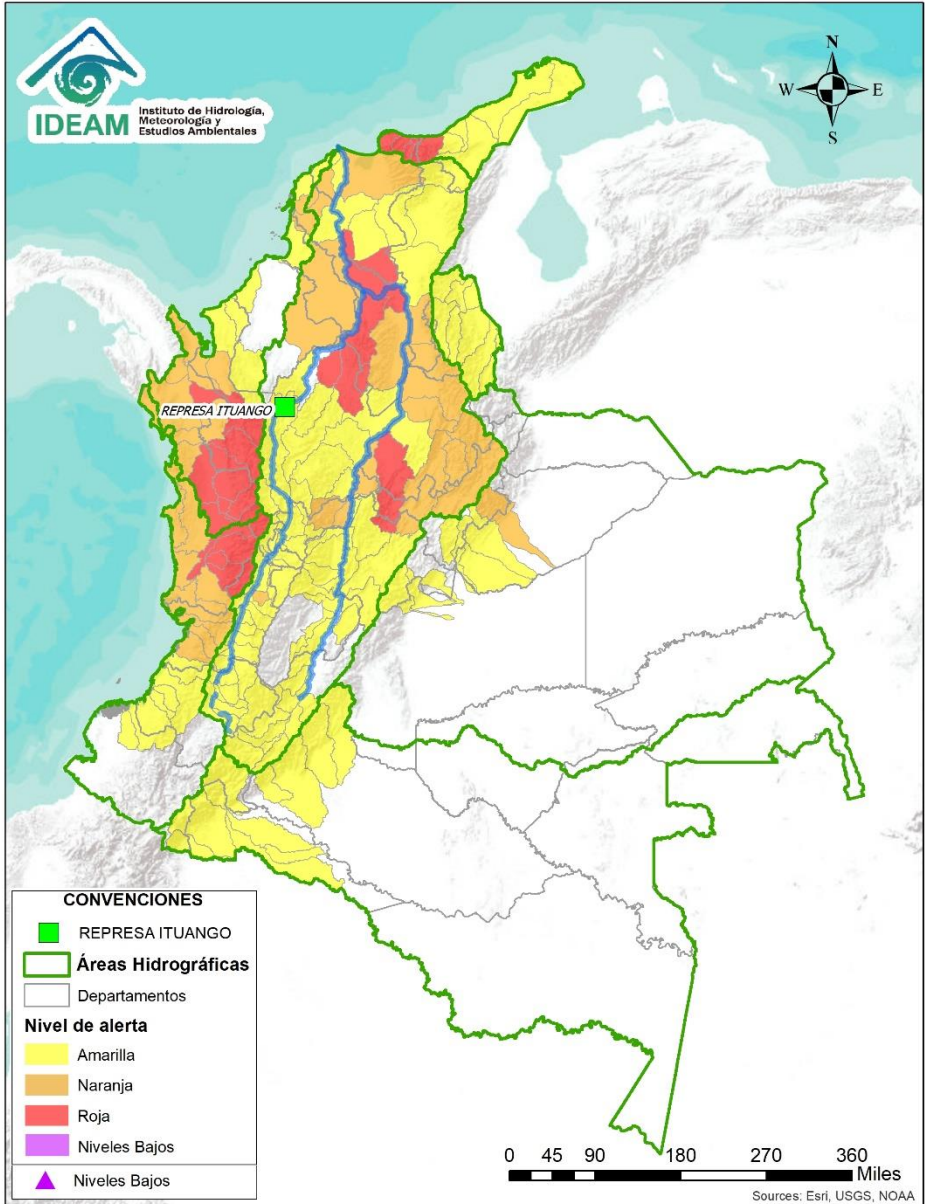 IDEAM
Instituto de Hidrología,
Meteorología y
Estudios Ambientales
N
W
E
S
REPRESA ITUANGO
CONVENCIONES
REPRESA ITUANGO
Áreas Hidrográficas
Departamentos
Nivel de alerta
Amarilla
Naranja
Roja
Niveles Bajos
Niveles Bajos
0 45 90 180 270 360
Miles
Sources: Esri, USGS, NOAA